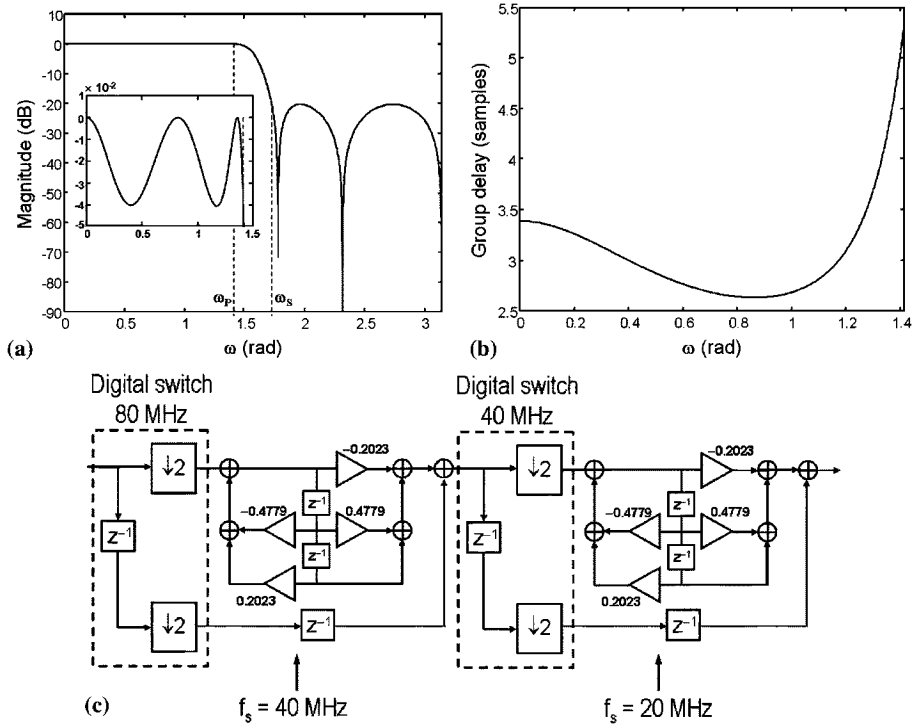 10
0
-10
-20
-30
-40
-50
-60
-70
-80
-90
Magnitude (dB)
× 10⁻²
1
0
-1
-2
-3
-4
-5
0 0.5 1 1.5
ωP ωS
0 0.5 1 1.5 2 2.5 3
ω (rad)
(a)
5.5
5
4.5
4
3.5
3
2.5
Group delay (samples)
0 0.2 0.4 0.6 0.8 1 1.2 1.4
ω (rad)
(b)
Digital switch
80 MHz
↓2
z⁻¹
↓2
−0.2023
z⁻¹
−0.4779 0.4779
z⁻¹
0.2023
z⁻¹
fs = 40 MHz
Digital switch
40 MHz
↓2
z⁻¹
↓2
−0.2023
z⁻¹
−0.4779 0.4779
z⁻¹
0.2023
z⁻¹
fs = 20 MHz
(c)